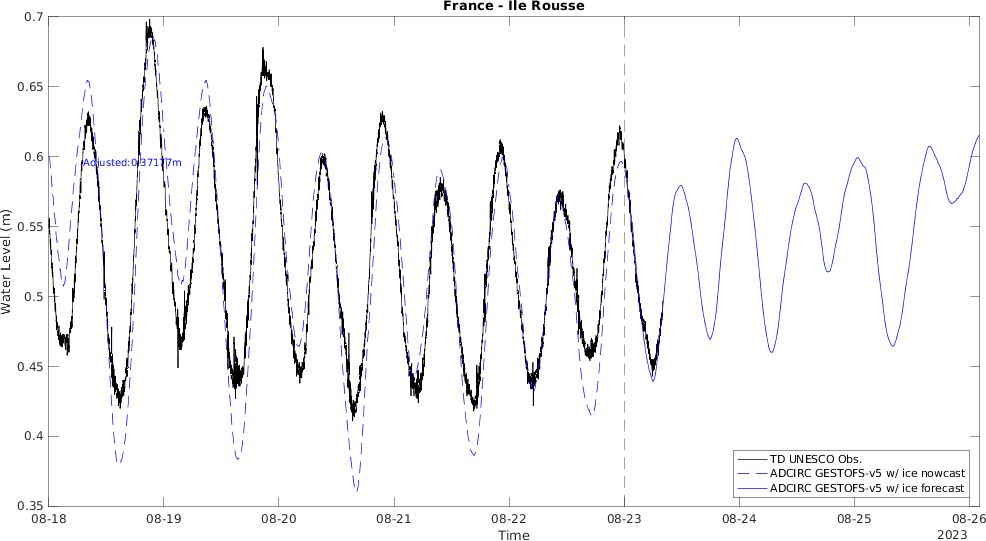 France - Ile Rousse
0.7
0.65
0.6
0.55
0.5
0.45
0.4
0.35
Water Level (m)
Adjusted:0.37177m
TD UNESCO Obs.
ADCIRC GESTOFS-v5 w/ ice nowcast
ADCIRC GESTOFS-v5 w/ ice forecast
08-18 08-19 08-20 08-21 08-22 08-23 08-24 08-25 08-26
Time
2023